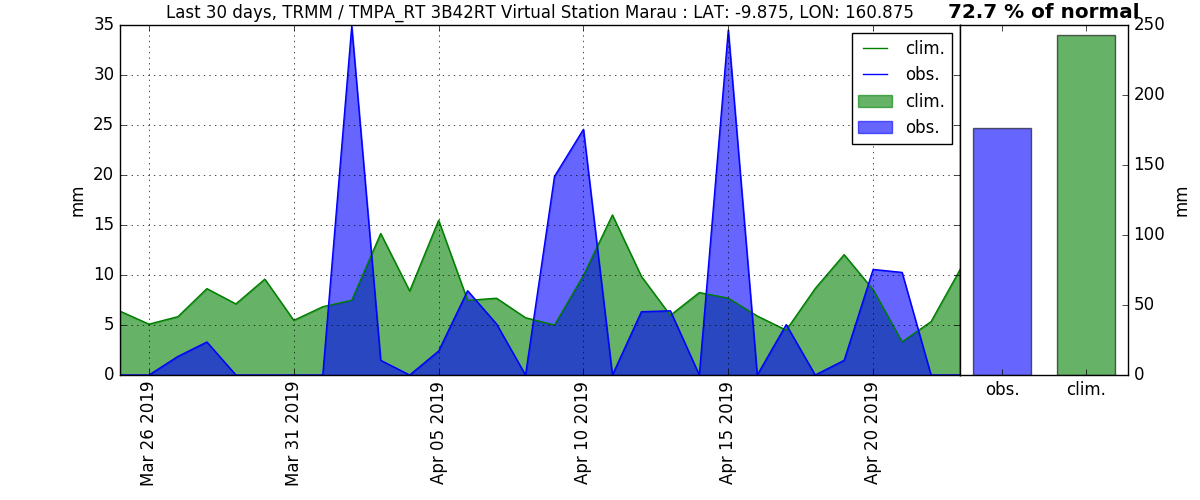 Last 30 days, TRMM / TMPA_RT 3B42RT Virtual Station Marau : LAT: -9.875, LON: 160.875
72.7 % of normal
35
30
25
20
15
10
5
0
mm
clim.
obs.
clim.
obs.
250
200
150
100
50
0
mm
Mar 26 2019
Mar 31 2019
Apr 05 2019
Apr 10 2019
Apr 15 2019
Apr 20 2019
obs.
clim.